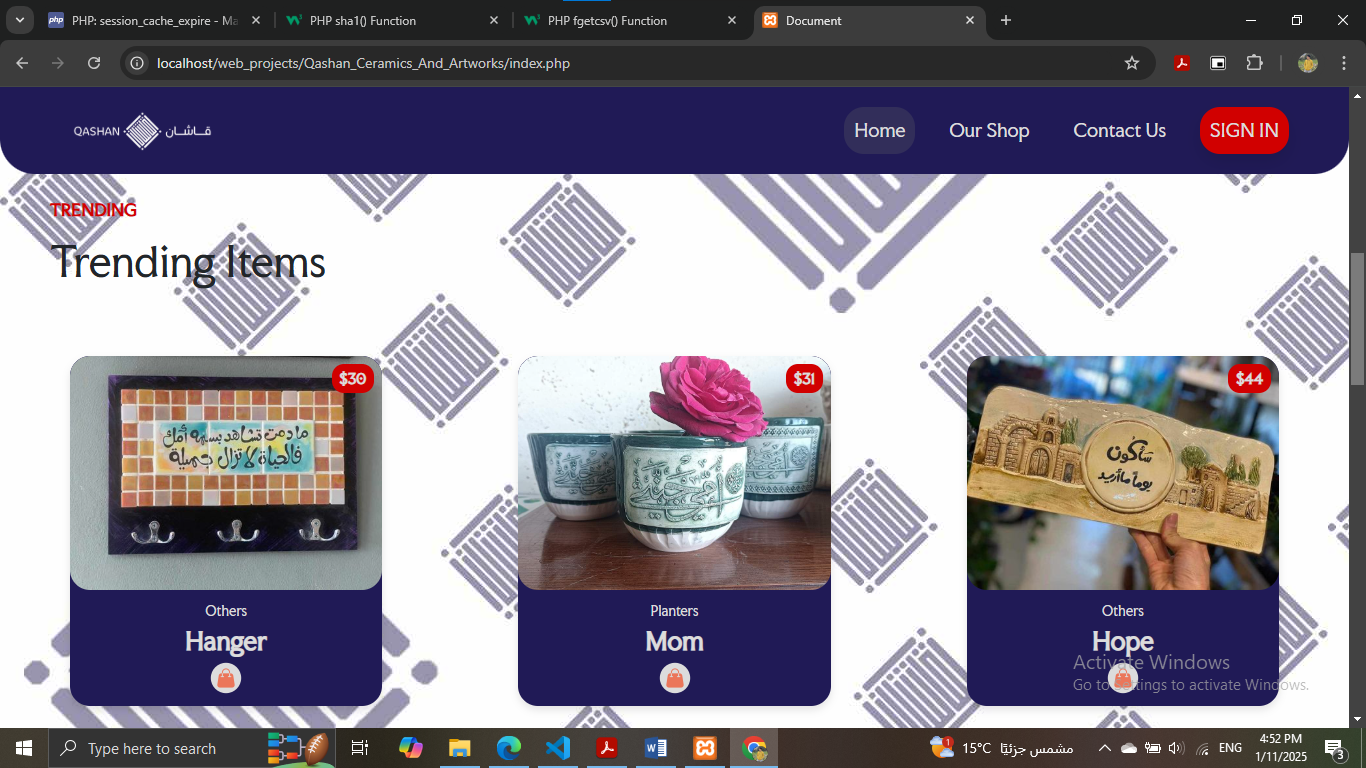 PHP: session_cache_expire - Ma
PHP sha1() Function
PHP fgetcsv() Function
Document
localhost/web_projects/Qashan_Ceramics_And_Artworks/index.php
QASHAN قاشان
Home
Our Shop
Contact Us
SIGN IN
TRENDING
Trending Items
$30
ما دمت تشاهد بسمة أمك
فالحياة لا تزال جميلة
Others
Hanger
$31
Planters
Mom
$44
سأكون
يوماً ما أريد
Others
Hope
Activate Windows
Go to Settings to activate Windows.
Type here to search
15°C مشمس جزئيًا
ENG
4:52 PM
1/11/2025
3